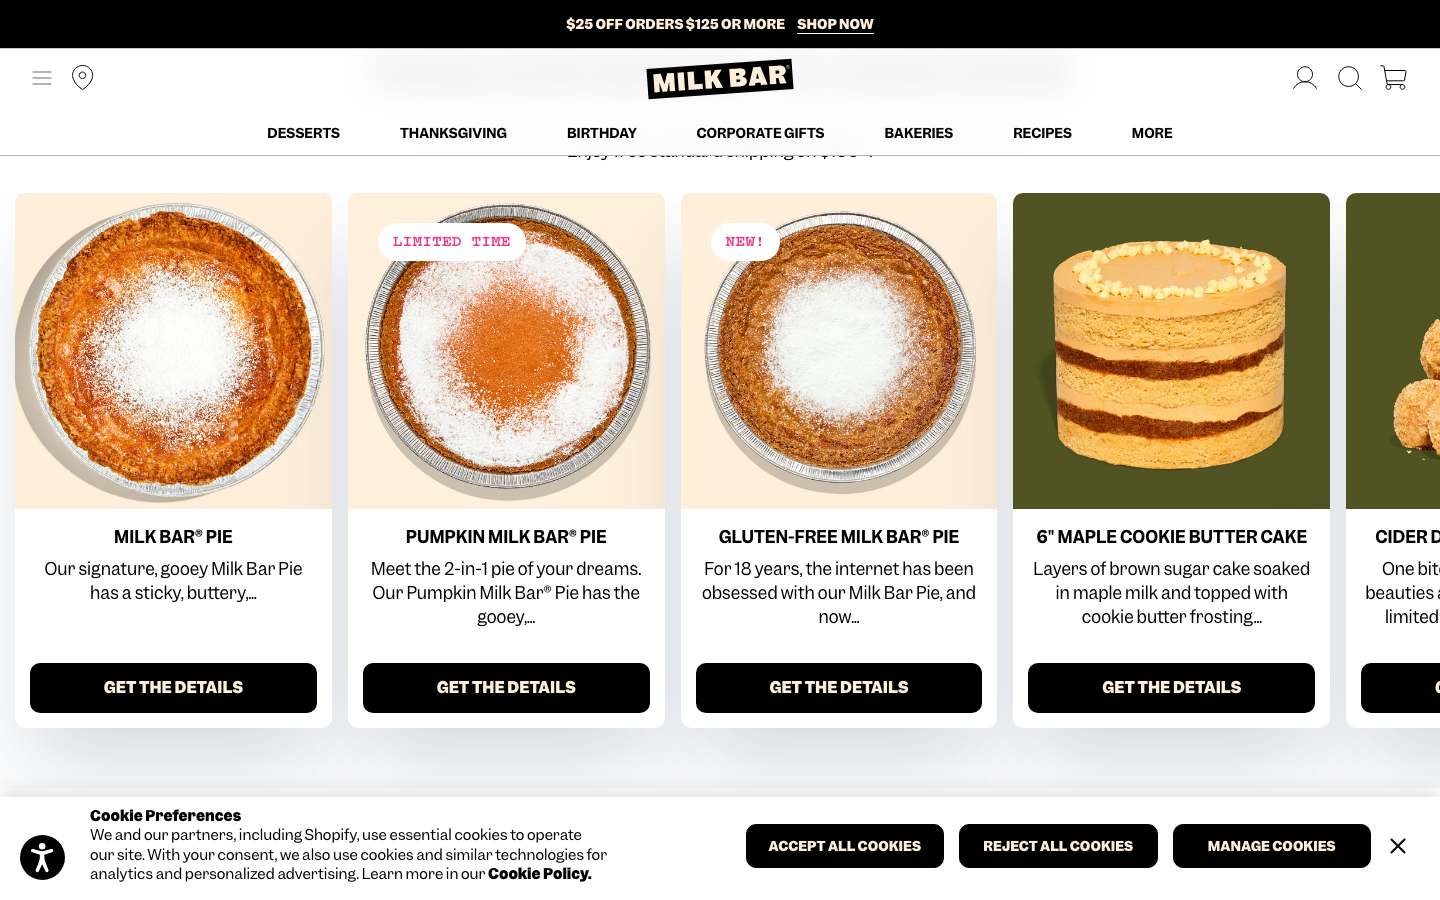 $25 OFF ORDERS $125 OR MORE SHOP NOW
MILK BAR
DESSERTS THANKSGIVING BIRTHDAY CORPORATE GIFTS BAKERIES RECIPES MORE
LIMITED TIME
NEW!
MILK BAR® PIE
Our signature, gooey Milk Bar Pie
has a sticky, buttery,...
GET THE DETAILS
PUMPKIN MILK BAR® PIE
Meet the 2-in-1 pie of your dreams.
Our Pumpkin Milk Bar® Pie has the
gooey,...
GET THE DETAILS
GLUTEN-FREE MILK BAR® PIE
For 18 years, the internet has been
obsessed with our Milk Bar Pie, and
now...
GET THE DETAILS
6" MAPLE COOKIE BUTTER CAKE
Layers of brown sugar cake soaked
in maple milk and topped with
cookie butter frosting...
GET THE DETAILS
CIDER
One
beauties
limited
Cookie Preferences
We and our partners, including Shopify, use essential cookies to operate
our site. With your consent, we also use cookies and similar technologies for
analytics and personalized advertising. Learn more in our Cookie Policy.
ACCEPT ALL COOKIES
REJECT ALL COOKIES
MANAGE COOKIES